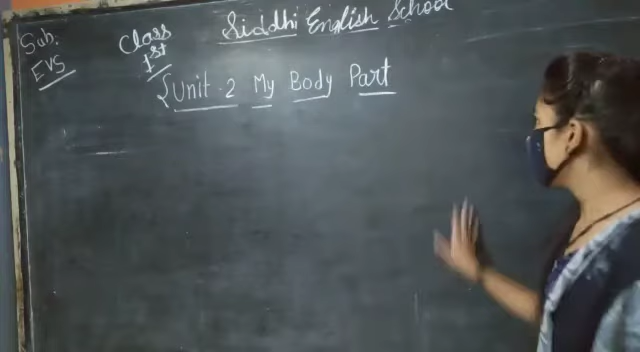 Siddhi English School
Sub.
EVS
Class
1st
{Unit.2 My Body Part